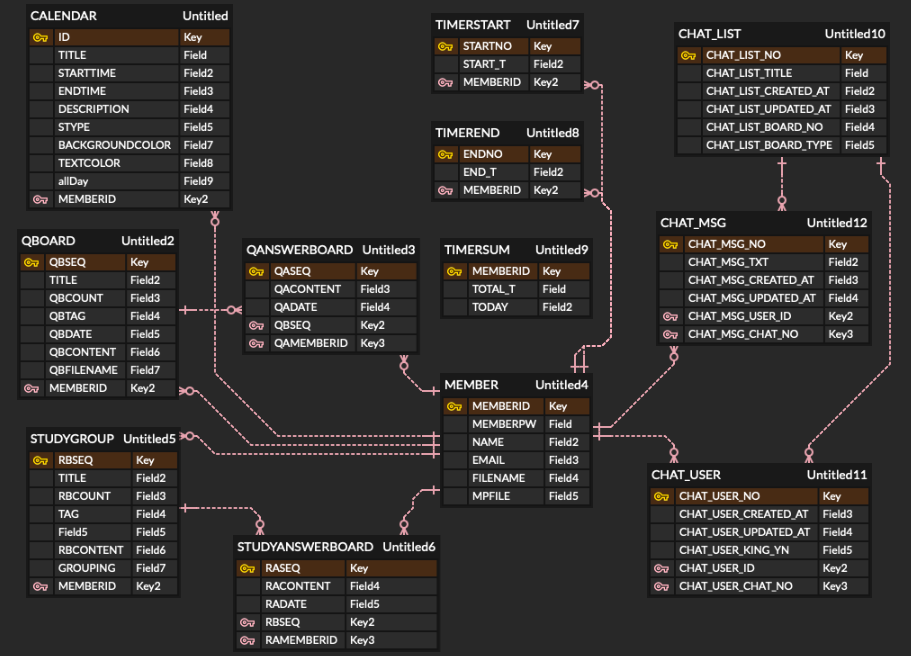 CALENDAR Untitled
ID Key
TITLE Field
STARTTIME Field2
ENDTIME Field3
DESCRIPTION Field4
STYPE Field5
BACKGROUNDCOLOR Field7
TEXTCOLOR Field8
allDay Field9
MEMBERID Key2
TIMERSTART Untitled7
STARTNO Key
START_T Field2
MEMBERID Key2
CHAT_LIST Untitled10
CHAT_LIST_NO Key
CHAT_LIST_TITLE Field
CHAT_LIST_CREATED_AT Field2
CHAT_LIST_UPDATED_AT Field3
CHAT_LIST_BOARD_NO Field4
CHAT_LIST_BOARD_TYPE Field5
TIMEREND Untitled8
ENDNO Key
END_T Field2
MEMBERID Key2
QBOARD Untitled2
QBSEQ Key
TITLE Field2
QBCOUNT Field3
QBTAG Field4
QBDATE Field5
QBCONTENT Field6
QBFILENAME Field7
MEMBERID Key2
QANSWERBOARD Untitled3
QASEQ Key
QACONTENT Field3
QADATE Field4
QBSEQ Key2
QAMEMBERID Key3
TIMERSUM Untitled9
MEMBERID Key
TOTAL_T Field
TODAY Field2
CHAT_MSG Untitled12
CHAT_MSG_NO Key
CHAT_MSG_TXT Field2
CHAT_MSG_CREATED_AT Field3
CHAT_MSG_UPDATED_AT Field4
CHAT_MSG_USER_ID Key2
CHAT_MSG_CHAT_NO Key3
MEMBER Untitled4
MEMBERID Key
MEMBERPW Field
NAME Field2
EMAIL Field3
FILENAME Field4
MPFILE Field5
STUDYGROUP Untitled5
RBSEQ Key
TITLE Field2
RBCOUNT Field3
TAG Field4
Field5 Field5
RBCONTENT Field6
GROUPING Field7
MEMBERID Key2
CHAT_USER Untitled11
CHAT_USER_NO Key
CHAT_USER_CREATED_AT Field3
CHAT_USER_UPDATED_AT Field4
CHAT_USER_KING_YN Field5
CHAT_USER_ID Key2
CHAT_USER_CHAT_NO Key3
STUDYANSWERBOARD Untitled6
RASEQ Key
RACONTENT Field4
RADATE Field5
RBSEQ Key2
RAMEMBERID Key3